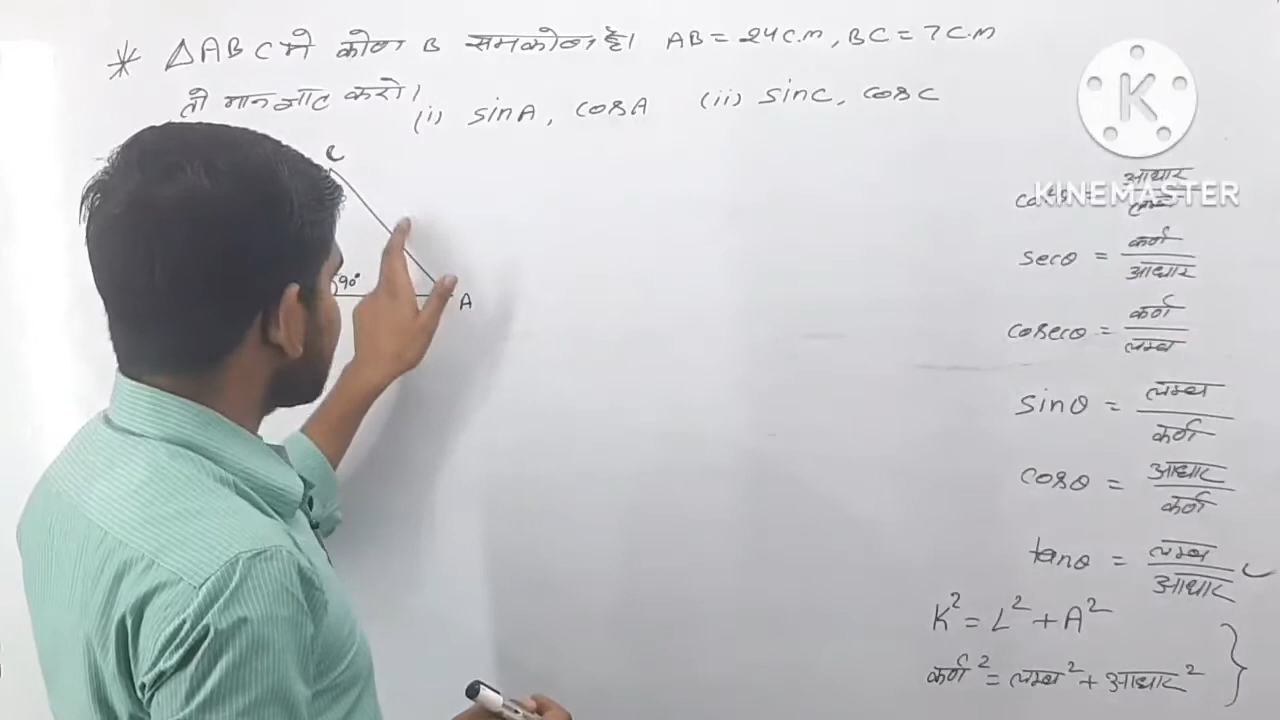 * △ABC मे कोण B समकोण है। AB = 24 C.m, BC = 7 C.m
तो मान ज्ञात करो।
(i) sinA, cosA (ii) sinC, cosC
C
90°
A
K
KINEMASTER
cotθ = आधार / लम्ब
secθ = कर्ण / आधार
cosecθ = कर्ण / लम्ब
sinθ = लम्ब / कर्ण
cosθ = आधार / कर्ण
tanθ = लम्ब / आधार
K² = L² + A²
कर्ण² = लम्ब² + आधार²